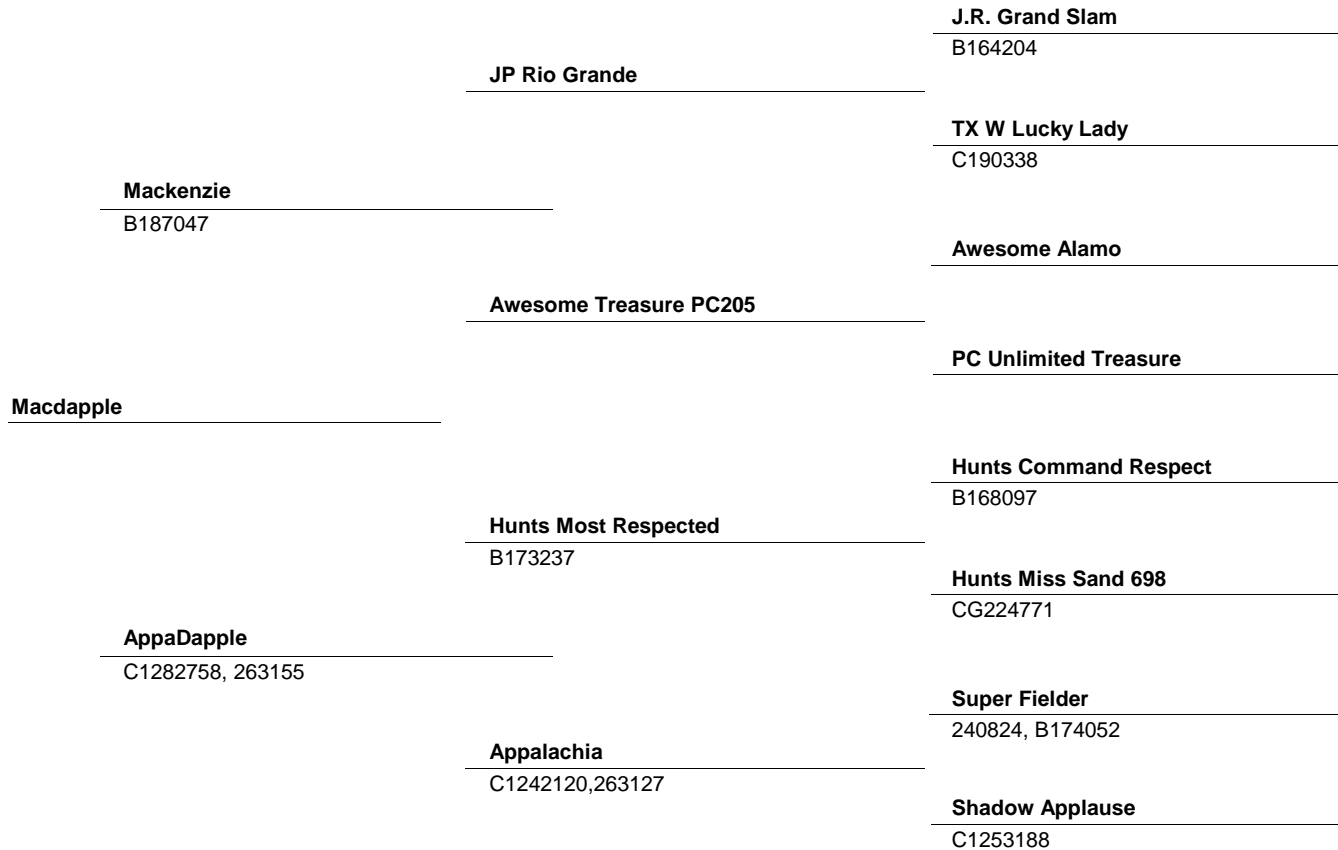 J.R. Grand Slam
B164204
JP Rio Grande
TX W Lucky Lady
C190338
Mackenzie
B187047
Awesome Alamo
Awesome Treasure PC205
PC Unlimited Treasure
Macdapple
Hunts Command Respect
B168097
Hunts Most Respected
B173237
Hunts Miss Sand 698
CG224771
AppaDapple
C1282758, 263155
Super Fielder
240824, B174052
Appalachia
C1242120,263127
Shadow Applause
C1253188